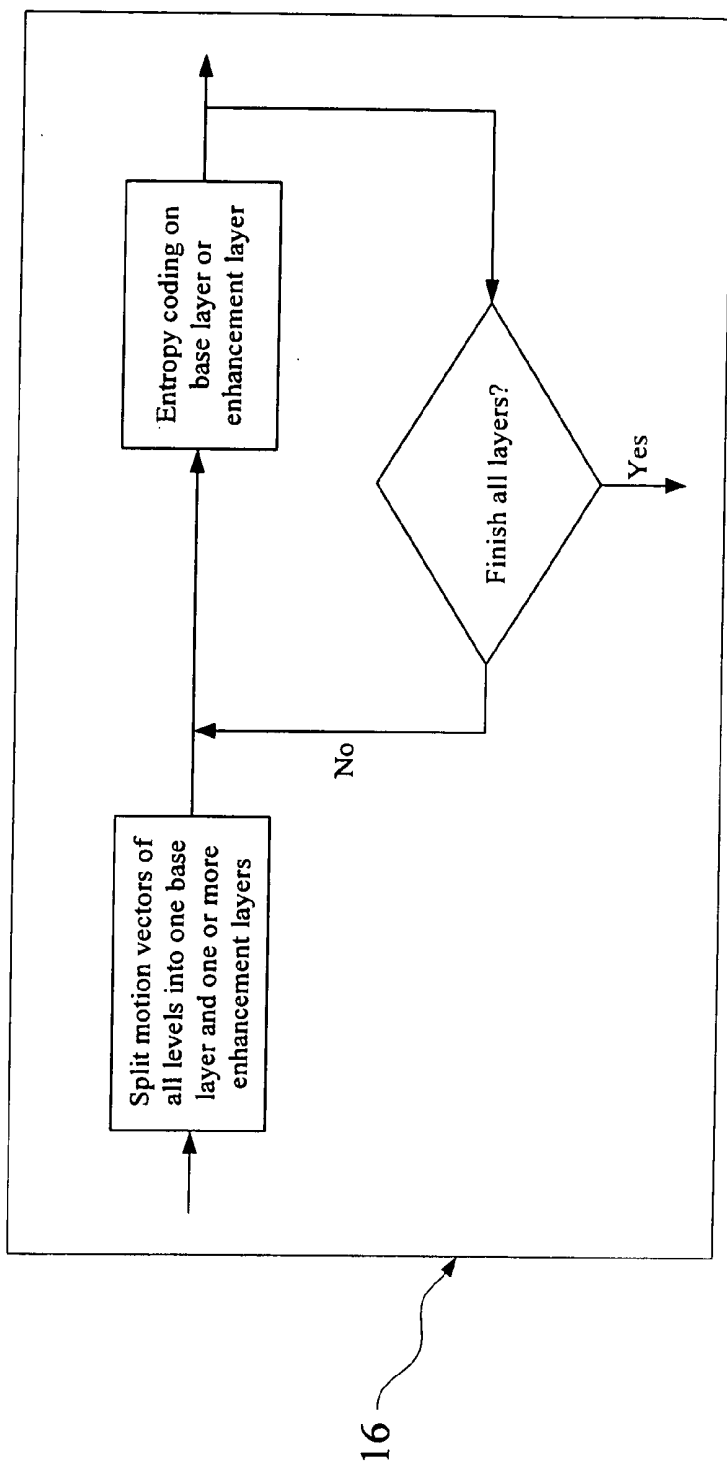 Split motion vectors of
all levels into one base
layer and one or more
enhancement layers
Entropy coding on
base layer or
enhancement layer
No
Finish all layers?
Yes
16